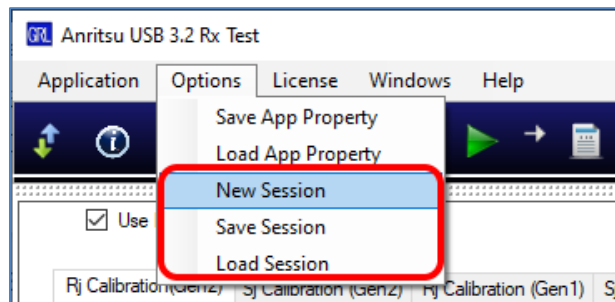 GRL Anritsu USB 3.2 Rx Test
Application Options License Windows Help
Save App Property
Load App Property
New Session
Use
Save Session
Load Session
Rj Calibration (Gen2) Sj Calibration (Gen2) Rj Calibration (Gen1) S